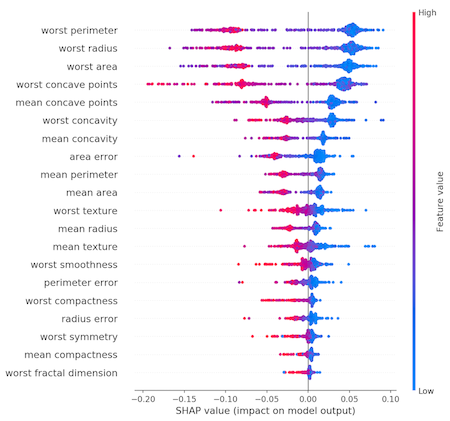 High
worst perimeter
worst radius
worst area
worst concave points
mean concave points
worst concavity
mean concavity
area error
mean perimeter
mean area
worst texture
mean radius
mean texture
worst smoothness
perimeter error
worst compactness
radius error
worst symmetry
mean compactness
worst fractal dimension
Feature value
Low
−0.20 −0.15 −0.10 −0.05 0.00 0.05 0.10
SHAP value (impact on model output)